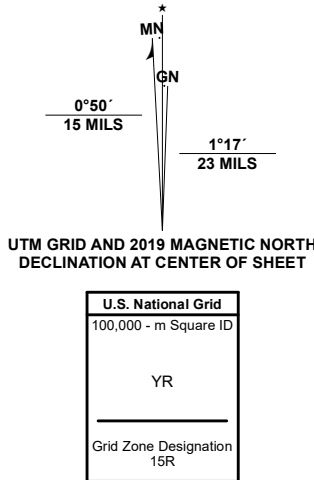 ★
MN
GN
0°50´
15 MILS
1°17´
23 MILS
UTM GRID AND 2019 MAGNETIC NORTH
DECLINATION AT CENTER OF SHEET
U.S. National Grid
100,000 - m Square ID
YR
Grid Zone Designation
15R